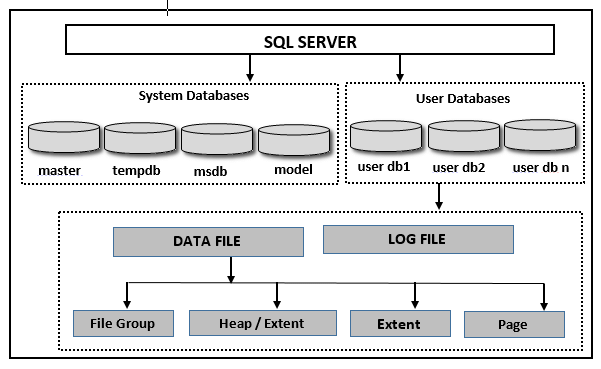 SQL SERVER
System Databases
master
tempdb
msdb
model
User Databases
user db1
user db2
user db n
DATA FILE
LOG FILE
File Group
Heap / Extent
Extent
Page